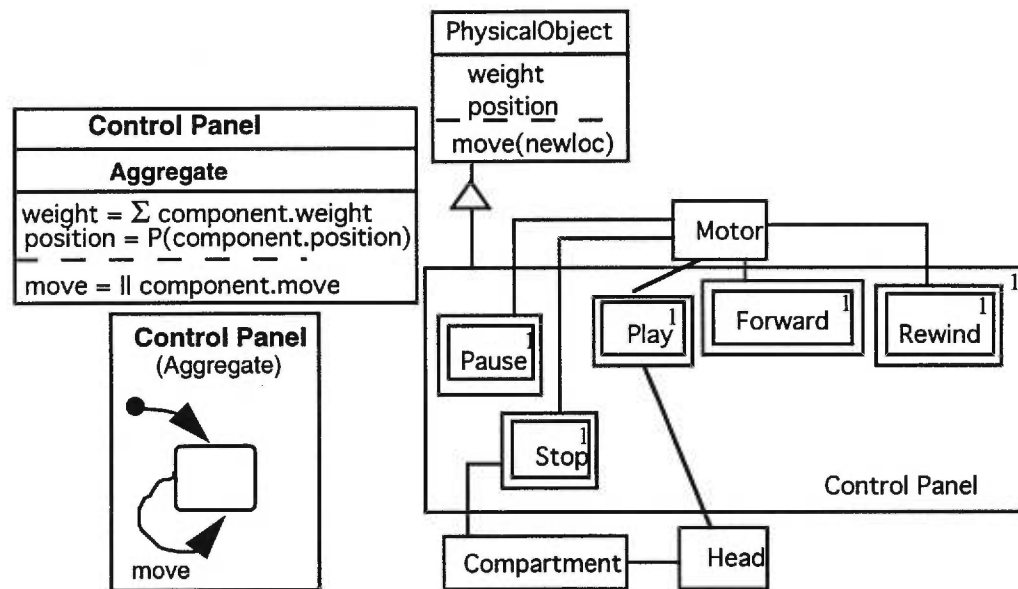 PhysicalObject
weight
position
move(newloc)
Control Panel
Aggregate
weight = Σ component.weight
position = P(component.position)
move = || component.move
Control Panel
(Aggregate)
move
Motor
1
Pause
1
Play
1
Forward
1
Rewind
1
Stop
1
Control Panel
Compartment
Head